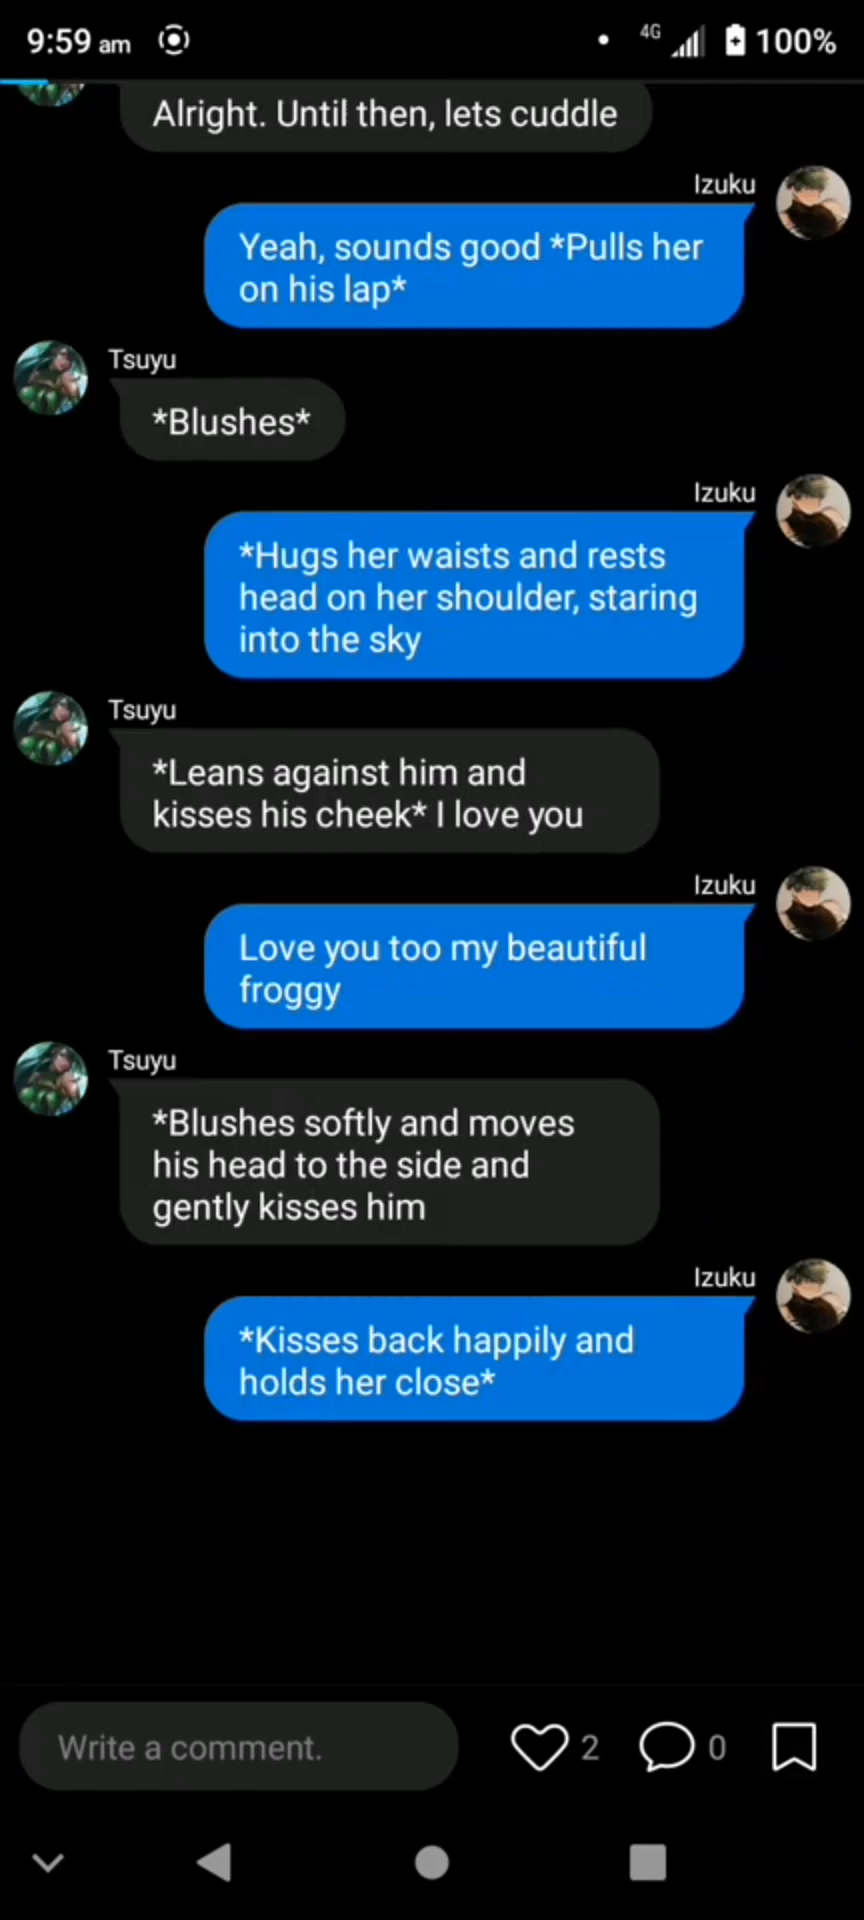 9:59 am
4G
100%
Alright. Until then, lets cuddle
Izuku
Yeah, sounds good *Pulls her
on his lap*
Tsuyu
*Blushes*
Izuku
*Hugs her waists and rests
head on her shoulder, staring
into the sky
Tsuyu
*Leans against him and
kisses his cheek* I love you
Izuku
Love you too my beautiful
froggy
Tsuyu
*Blushes softly and moves
his head to the side and
gently kisses him
Izuku
*Kisses back happily and
holds her close*
Write a comment.
2
0